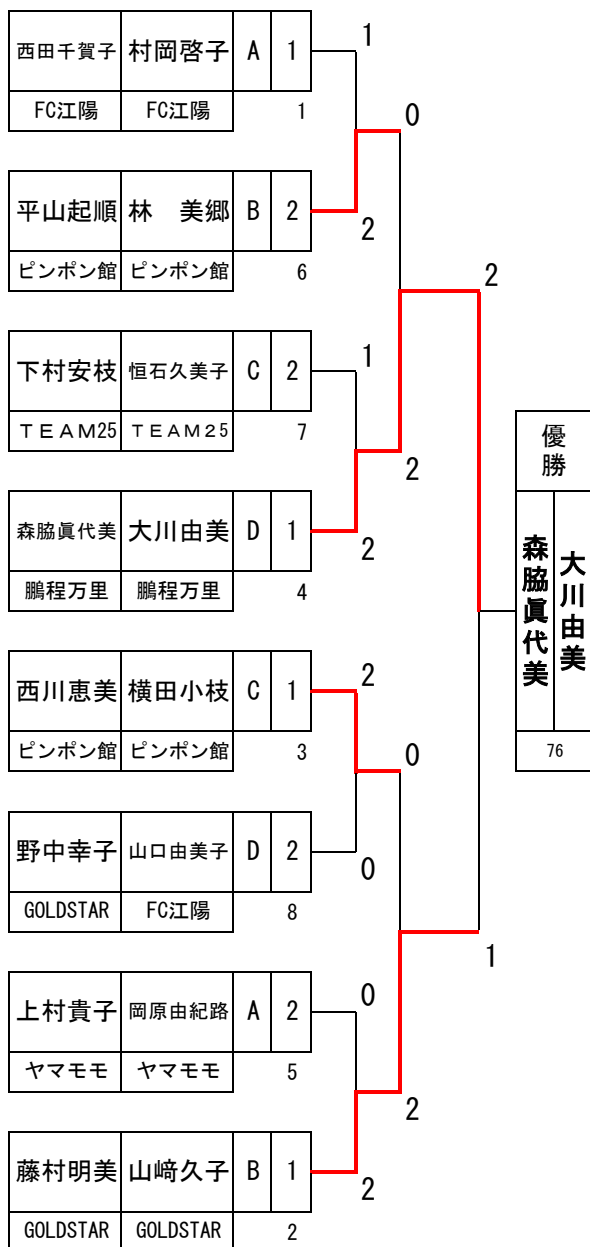 西田千賀子 村岡啓子 A 1 1
FC江陽 FC江陽 1
0
平山起順 林　美郷 B 2 2
ピンポン館 ピンポン館 6
2
下村安枝 恒石久美子 C 2 1
ＴＥＡＭ25 ＴＥＡＭ２５ 7
2
森脇眞代美 大川由美 D 1 2
鵬程万里 鵬程万里 4
優勝
森脇眞代美
大川由美
76
西川恵美 横田小枝 C 1 2
ピンポン館 ピンポン館 3
0
野中幸子 山口由美子 D 2 0
GOLDSTAR FC江陽 8
1
上村貴子 岡原由紀路 A 2 0
ヤマモモ ヤマモモ 5
2
藤村明美 山﨑久子 B 1 2
GOLDSTAR GOLDSTAR 2